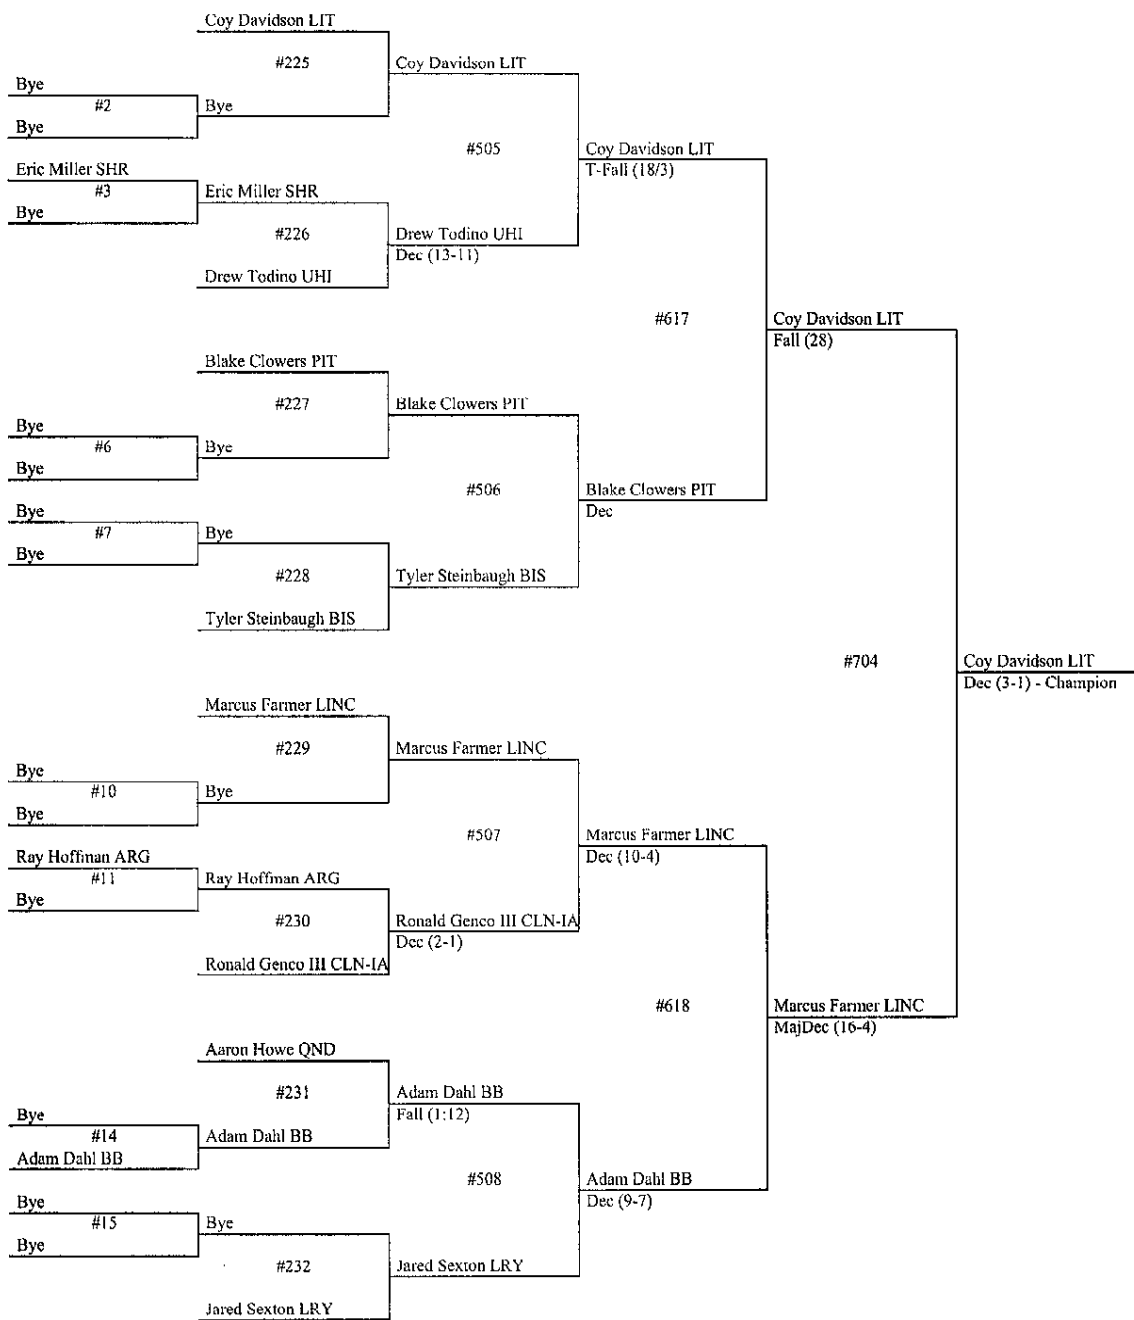 Coy Davidson LIT
#225
Coy Davidson LIT
Bye
#2
Bye
Bye
#505
Coy Davidson LIT
T-Fall (18/3)
Eric Miller SHR
#3
Eric Miller SHR
Bye
#226
Drew Todino UHI
Dec (13-11)
Drew Todino UHI
#617
Coy Davidson LIT
Fall (28)
Blake Clowers PIT
#227
Blake Clowers PIT
Bye
#6
Bye
Bye
#506
Blake Clowers PIT
Dec
Bye
#7
Bye
Bye
#228
Tyler Steinbaugh BIS
Tyler Steinbaugh BIS
#704
Coy Davidson LIT
Dec (3-1) - Champion
Marcus Farmer LINC
#229
Marcus Farmer LINC
Bye
#10
Bye
Bye
#507
Marcus Farmer LINC
Dec (10-4)
Ray Hoffman ARG
#11
Ray Hoffman ARG
Bye
#230
Ronald Genco III CLN-IA
Dec (2-1)
Ronald Genco III CLN-IA
#618
Marcus Farmer LINC
MajDec (16-4)
Aaron Howe QND
#231
Adam Dahl BB
Fall (1:12)
Bye
#14
Adam Dahl BB
Adam Dahl BB
#508
Adam Dahl BB
Dec (9-7)
Bye
#15
Bye
Bye
#232
Jared Sexton LRY
Jared Sexton LRY